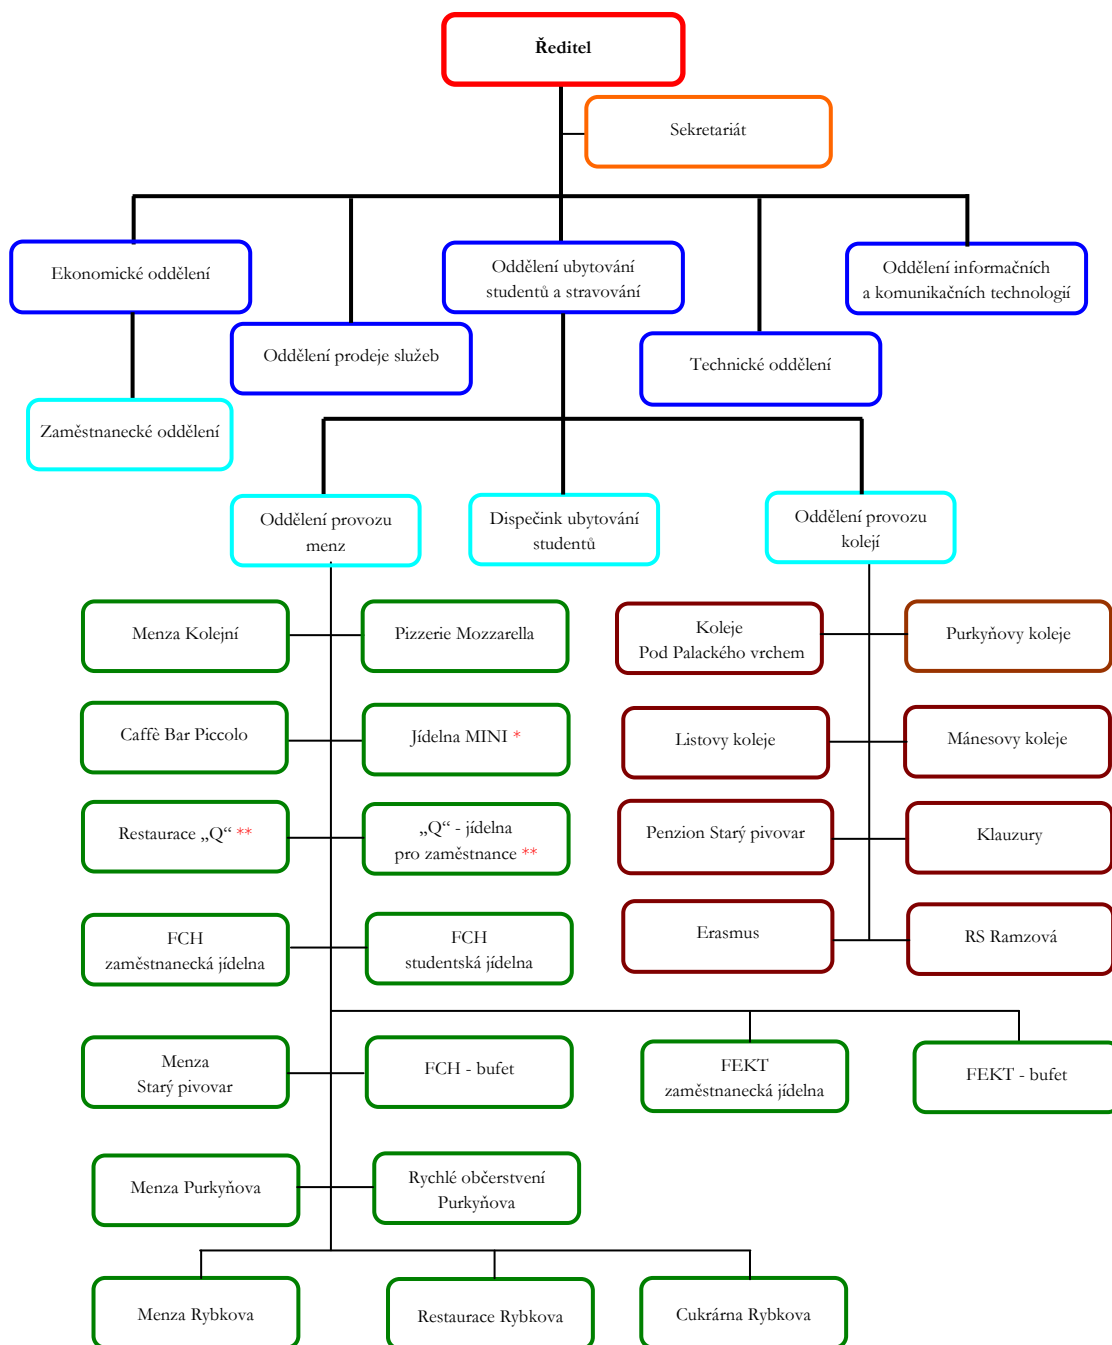 Ředitel
Sekretariát
Ekonomické oddělení
Oddělení prodeje služeb
Oddělení ubytování
studentů a stravování
Technické oddělení
Oddělení informačních
a komunikačních technologií
Zaměstnanecké oddělení
Oddělení provozu
menz
Dispečink ubytování
studentů
Oddělení provozu
kolejí
Menza Kolejní
Pizzerie Mozzarella
Koleje
Pod Palackého vrchem
Purkyňovy koleje
Caffè Bar Piccolo
Jídelna MINI *
Listovy koleje
Mánesovy koleje
Restaurace „Q“ **
„Q“ - jídelna
pro zaměstnance **
Penzion Starý pivovar
Klauzury
FCH
zaměstnanecká jídelna
FCH
studentská jídelna
Erasmus
RS Ramzová
Menza
Starý pivovar
FCH - bufet
FEKT
zaměstnanecká jídelna
FEKT - bufet
Menza Purkyňova
Rychlé občerstvení
Purkyňova
Menza Rybkova
Restaurace Rybkova
Cukrárna Rybkova